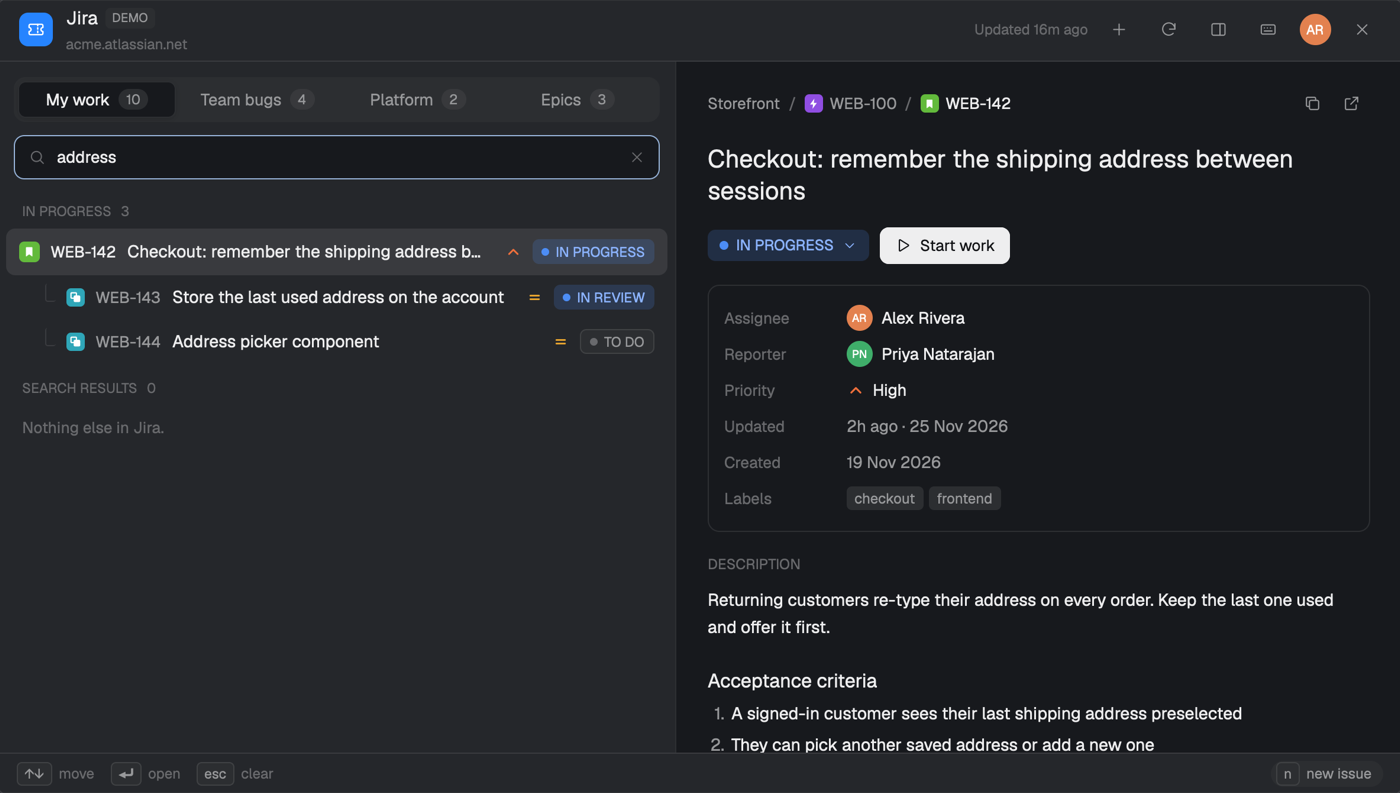 Jira DEMO
acme.atlassian.net
Updated 16m ago
AR
My work 10
Team bugs 4
Platform 2
Epics 3
address
IN PROGRESS 3
WEB-142 Checkout: remember the shipping address b... IN PROGRESS
WEB-143 Store the last used address on the account IN REVIEW
WEB-144 Address picker component TO DO
SEARCH RESULTS 0
Nothing else in Jira.
Storefront / WEB-100 / WEB-142
Checkout: remember the shipping address between
sessions
IN PROGRESS
Start work
Assignee AR Alex Rivera
Reporter PN Priya Natarajan
Priority High
Updated 2h ago · 25 Nov 2026
Created 19 Nov 2026
Labels checkout frontend
DESCRIPTION
Returning customers re-type their address on every order. Keep the last one used
and offer it first.
Acceptance criteria
1. A signed-in customer sees their last shipping address preselected
2. They can pick another saved address or add a new one
↑↓ move ↵ open esc clear
n new issue